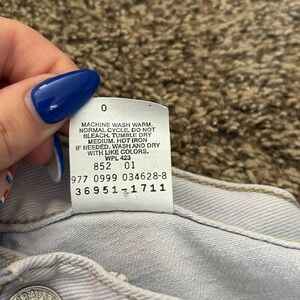 0
MACHINE WASH WARM.
NORMAL CYCLE. DO NOT
BLEACH. TUMBLE DRY
MEDIUM. HOT IRON
IF NEEDED. WASH AND DRY
WITH LIKE COLORS.
WPL 423
852 01
977 0999 034628-8
36951-1711